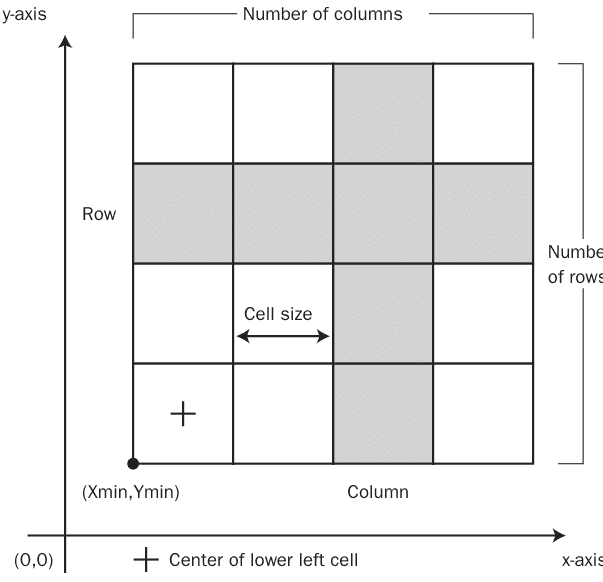 y-axis
Number of columns
Row
Numbe
of rows
Cell size
(Xmin,Ymin)
Column
(0,0)
Center of lower left cell
x-axis